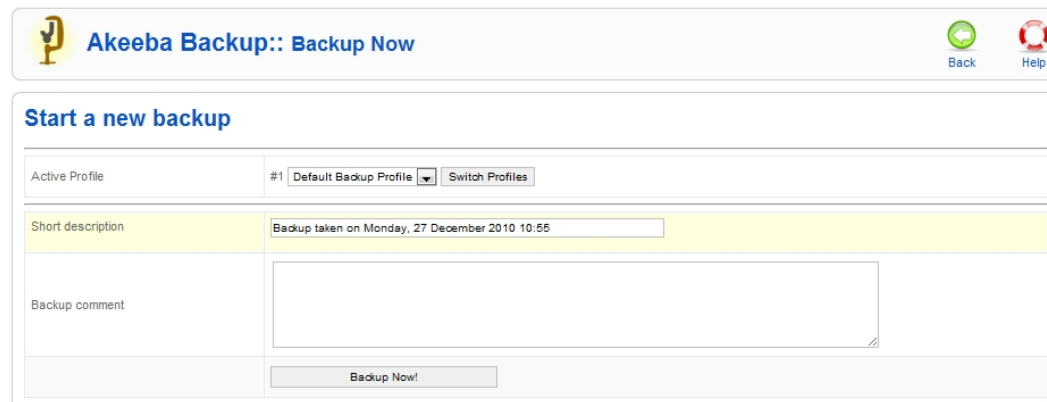 Akeeba Backup:: Backup Now
Back
Help
Start a new backup
Active Profile
#1 Default Backup Profile Switch Profiles
Short description
Backup taken on Monday, 27 December 2010 10:55
Backup comment
Backup Now!